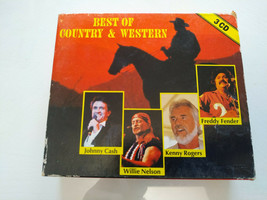 BEST OF
COUNTRY & WESTERN
3 CD
Johnny Cash
Willie Nelson
Kenny Rogers
Freddy Fender